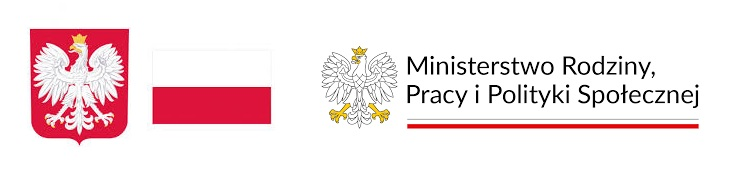 Ministerstwo Rodziny,
Pracy i Polityki Społecznej